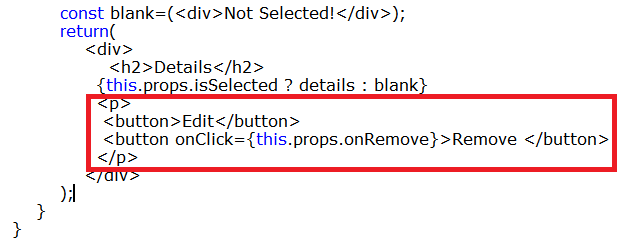 const blank=(<div>Not Selected!</div>);
return(
<div>
<h2>Details</h2>
{this.props.isSelected ? details : blank}
<p>
<button>Edit</button>
<button onClick={this.props.onRemove}>Remove </button>
</p>
</div>
);
}
}